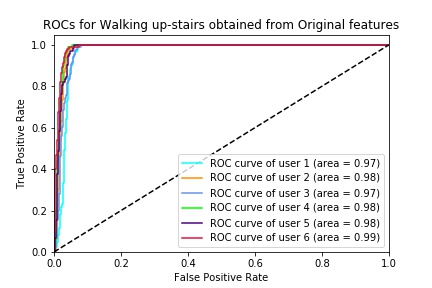 ROCs for Walking up-stairs obtained from Original features
True Positive Rate
1.0
0.8
0.6
0.4
0.2
0.0
ROC curve of user 1 (area = 0.97)
ROC curve of user 2 (area = 0.98)
ROC curve of user 3 (area = 0.97)
ROC curve of user 4 (area = 0.98)
ROC curve of user 5 (area = 0.98)
ROC curve of user 6 (area = 0.99)
0.0 0.2 0.4 0.6 0.8 1.0
False Positive Rate